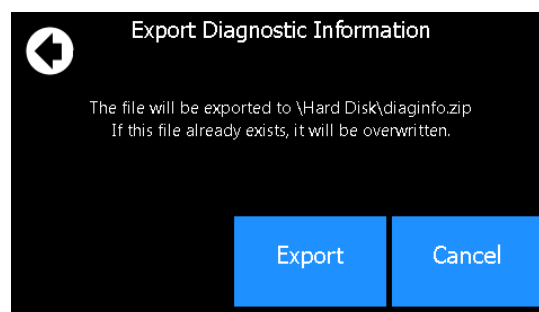 Export Diagnostic Information
The file will be exported to \Hard Disk\diaginfo.zip
If this file already exists, it will be overwritten.
Export
Cancel